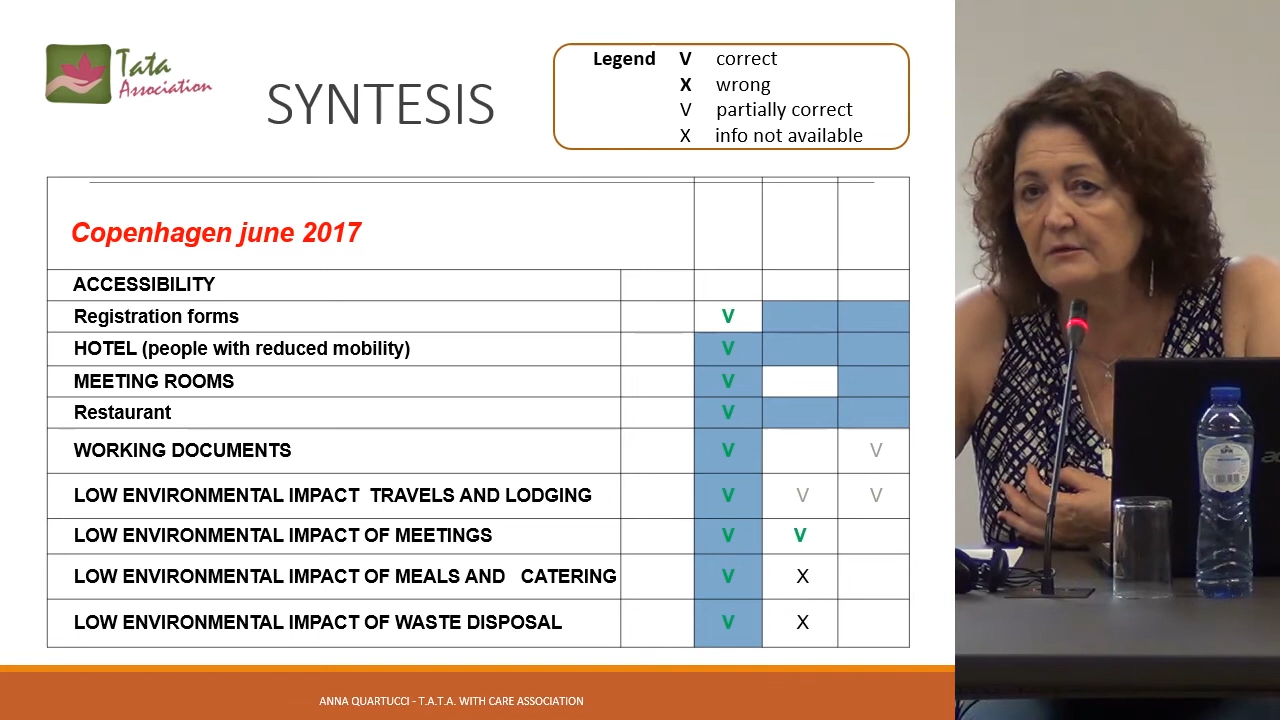 Tata
Association
SYNTESIS
Legend V correct
X wrong
V partially correct
X info not available
Copenhagen june 2017
ACCESSIBILITY
Registration forms V
HOTEL (people with reduced mobility) V
MEETING ROOMS V
Restaurant V
WORKING DOCUMENTS V V
LOW ENVIRONMENTAL IMPACT TRAVELS AND LODGING V V V
LOW ENVIRONMENTAL IMPACT OF MEETINGS V V
LOW ENVIRONMENTAL IMPACT OF MEALS AND CATERING V X
LOW ENVIRONMENTAL IMPACT OF WASTE DISPOSAL V X
ANNA QUARTUCCI - T.A.T.A. WITH CARE ASSOCIATION
SPA